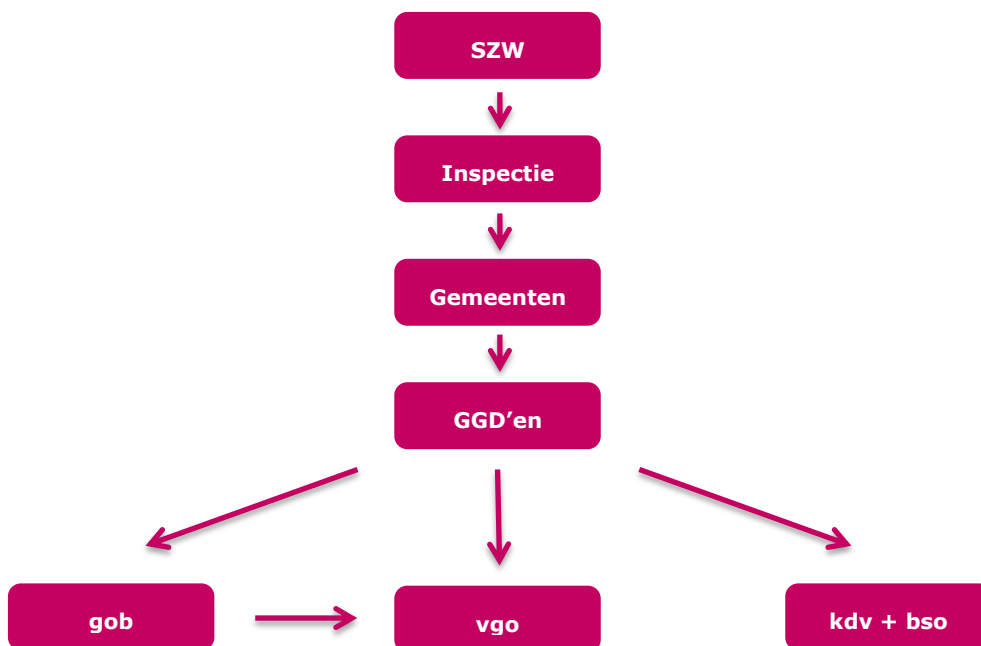 SZW
Inspectie
Gemeenten
GGD’en
gob
vgo
kdv + bso